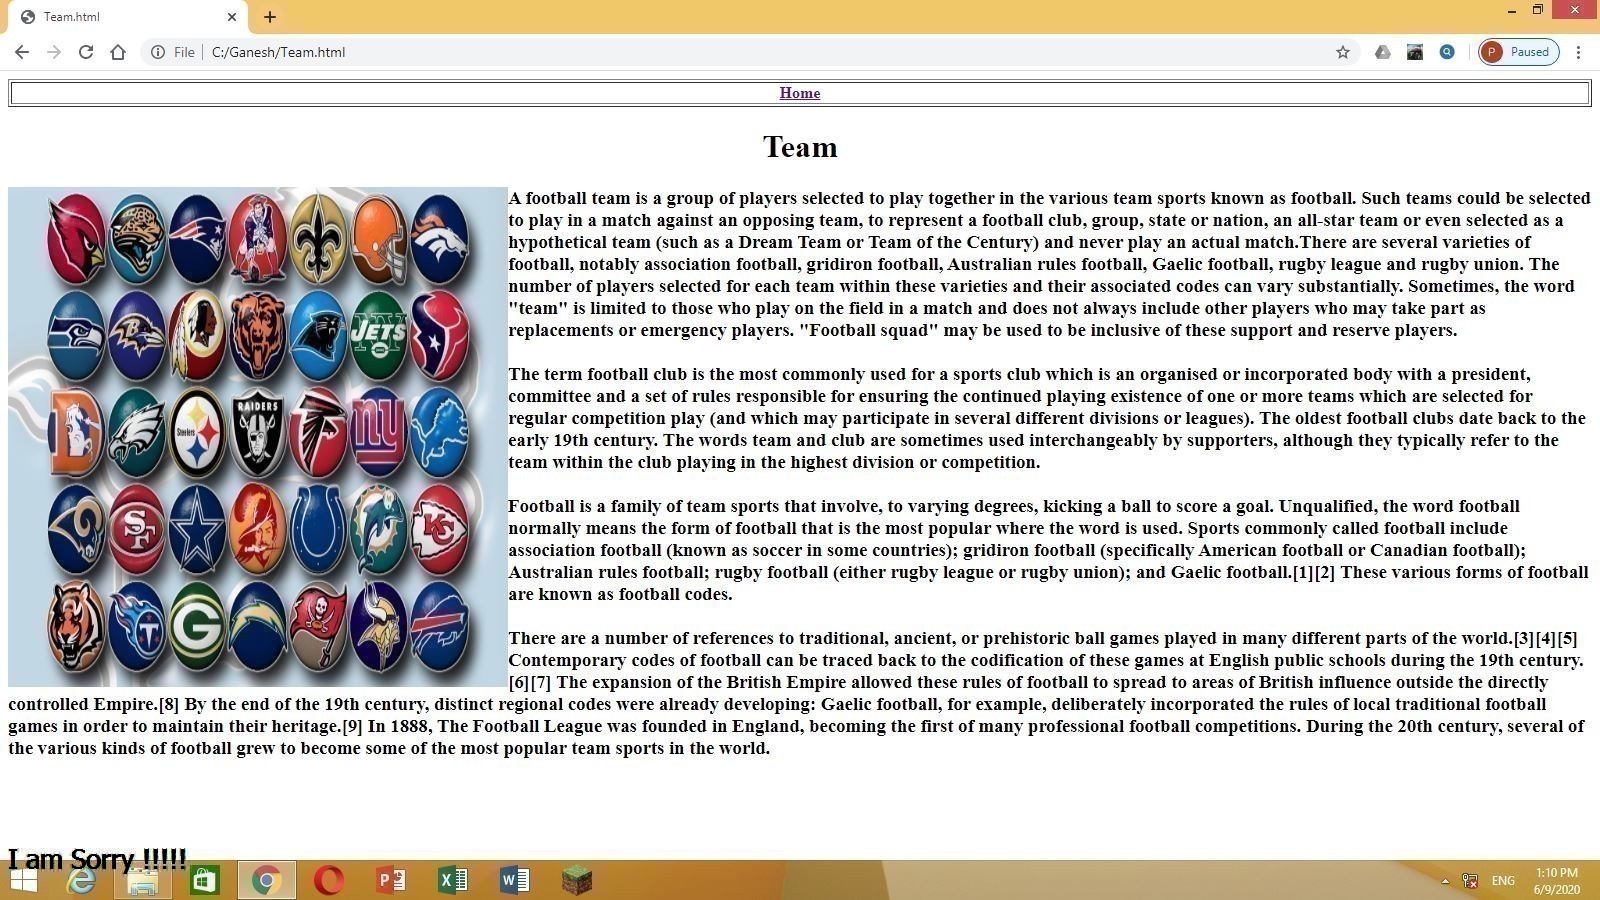 Team.html
File C:/Ganesh/Team.html
P Paused
Home
Team
A football team is a group of players selected to play together in the various team sports known as football. Such teams could be selected
to play in a match against an opposing team, to represent a football club, group, state or nation, an all-star team or even selected as a
hypothetical team (such as a Dream Team or Team of the Century) and never play an actual match.There are several varieties of
football, notably association football, gridiron football, Australian rules football, Gaelic football, rugby league and rugby union. The
number of players selected for each team within these varieties and their associated codes can vary substantially. Sometimes, the word
"team" is limited to those who play on the field in a match and does not always include other players who may take part as
replacements or emergency players. "Football squad" may be used to be inclusive of these support and reserve players.
The term football club is the most commonly used for a sports club which is an organised or incorporated body with a president,
committee and a set of rules responsible for ensuring the continued playing existence of one or more teams which are selected for
regular competition play (and which may participate in several different divisions or leagues). The oldest football clubs date back to the
early 19th century. The words team and club are sometimes used interchangeably by supporters, although they typically refer to the
team within the club playing in the highest division or competition.
Football is a family of team sports that involve, to varying degrees, kicking a ball to score a goal. Unqualified, the word football
normally means the form of football that is the most popular where the word is used. Sports commonly called football include
association football (known as soccer in some countries); gridiron football (specifically American football or Canadian football);
Australian rules football; rugby football (either rugby league or rugby union); and Gaelic football.[1][2] These various forms of football
are known as football codes.
There are a number of references to traditional, ancient, or prehistoric ball games played in many different parts of the world.[3][4][5]
Contemporary codes of football can be traced back to the codification of these games at English public schools during the 19th century.
[6][7] The expansion of the British Empire allowed these rules of football to spread to areas of British influence outside the directly
controlled Empire.[8] By the end of the 19th century, distinct regional codes were already developing: Gaelic football, for example, deliberately incorporated the rules of local traditional football
games in order to maintain their heritage.[9] In 1888, The Football League was founded in England, becoming the first of many professional football competitions. During the 20th century, several of
the various kinds of football grew to become some of the most popular team sports in the world.
JETS
RAIDERS
Steelers
ny
SF
KC
T
G
I am Sorry !!!!!
ENG
1:10 PM
6/9/2020